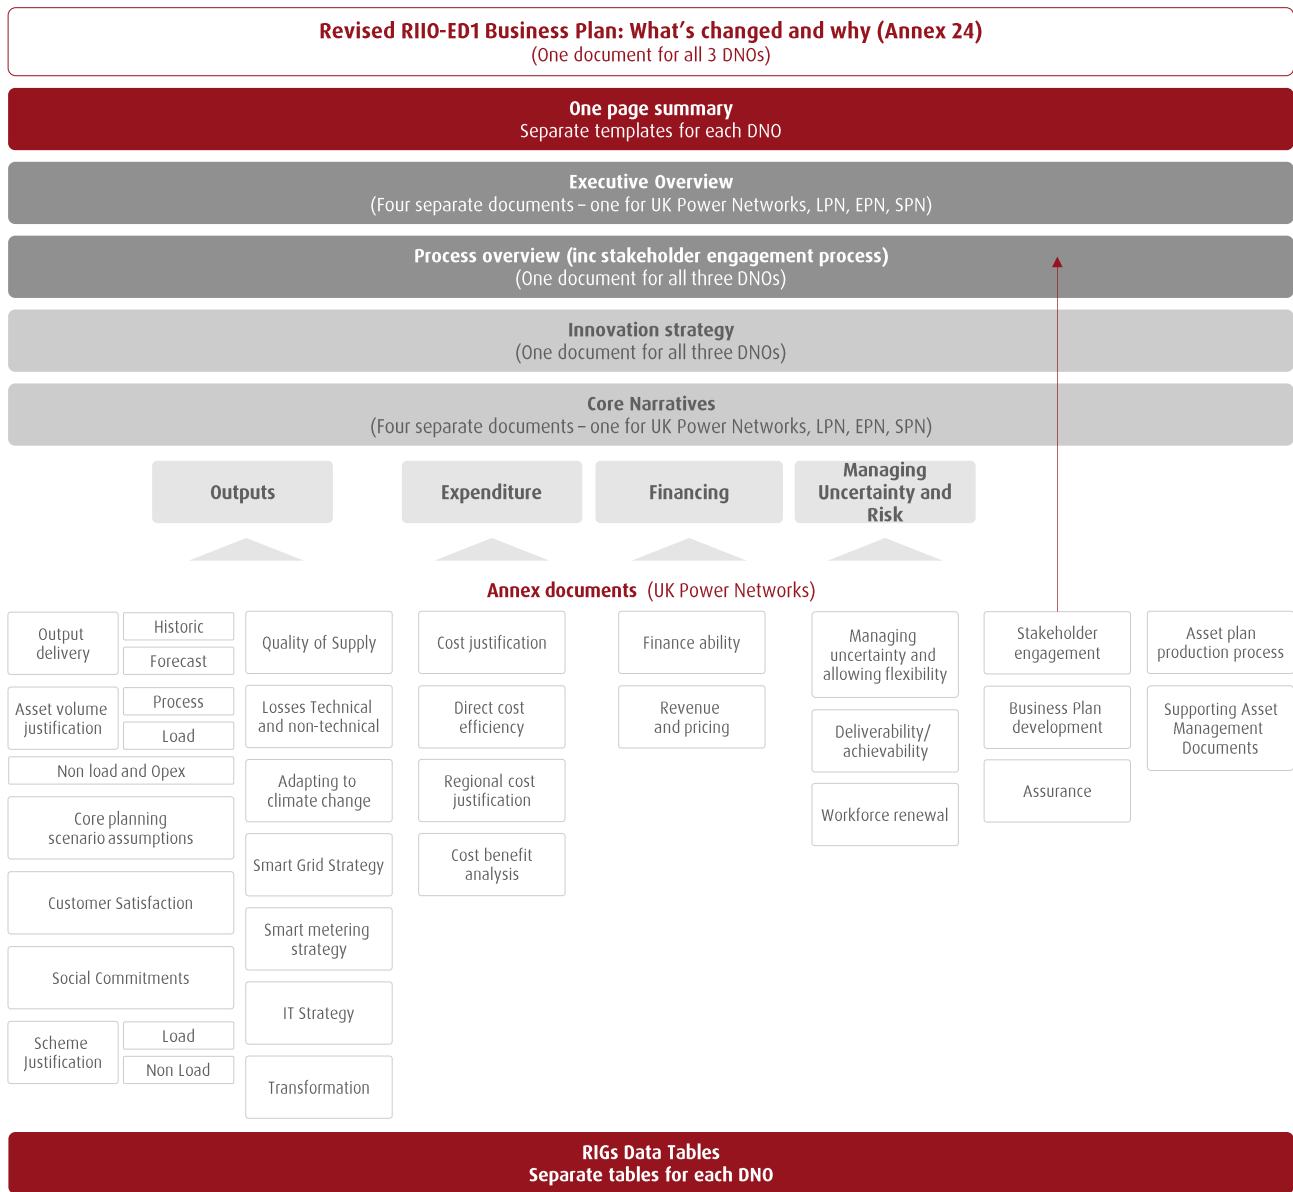 Revised RIIO-ED1 Business Plan: What's changed and why (Annex 24)
(One document for all 3 DNOs)
One page summary
Separate templates for each DNO
Executive Overview
(Four separate documents – one for UK Power Networks, LPN, EPN, SPN)
Process overview (inc stakeholder engagement process)
(One document for all three DNOs)
Innovation strategy
(One document for all three DNOs)
Core Narratives
(Four separate documents – one for UK Power Networks, LPN, EPN, SPN)
Outputs
Expenditure
Financing
Managing
Uncertainty and
Risk
Annex documents (UK Power Networks)
Output
delivery
Historic
Forecast
Asset volume
justification
Process
Load
Non load and Opex
Core planning
scenario assumptions
Customer Satisfaction
Social Commitments
Scheme
Justification
Load
Non Load
Quality of Supply
Losses Technical
and non-technical
Adapting to
climate change
Smart Grid Strategy
Smart metering
strategy
IT Strategy
Transformation
Cost justification
Direct cost
efficiency
Regional cost
justification
Cost benefit
analysis
Finance ability
Revenue
and pricing
Managing
uncertainty and
allowing flexibility
Deliverability/
achievability
Workforce renewal
Stakeholder
engagement
Business Plan
development
Assurance
Asset plan
production process
Supporting Asset
Management
Documents
RIGs Data Tables
Separate tables for each DNO